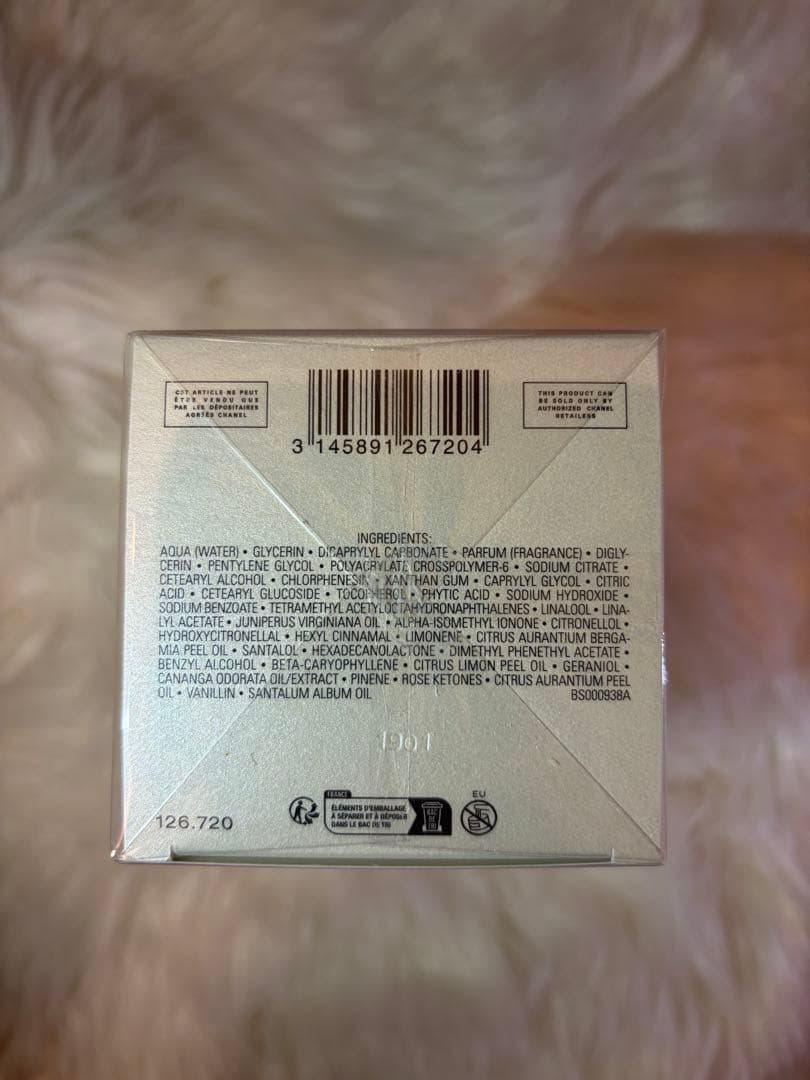 CET ARTICLE NE PEUT
ÊTRE VENDU QUE
PAR LES DÉPOSITAIRES
AGRÉÉS CHANEL
THIS PRODUCT CAN
BE SOLD ONLY BY
AUTHORIZED CHANEL
RETAILERS
3 145891 267204
INGREDIENTS:
AQUA (WATER) • GLYCERIN • DICAPRYLYL CARBONATE • PARFUM (FRAGRANCE) • DIGLY-
CERIN • PENTYLENE GLYCOL • POLYACRYLATE CROSSPOLYMER-6 • SODIUM CITRATE •
CETEARYL ALCOHOL • CHLORPHENESIN • XANTHAN GUM • CAPRYLYL GLYCOL • CITRIC
ACID • CETEARYL GLUCOSIDE • TOCOPHEROL • PHYTIC ACID • SODIUM HYDROXIDE •
SODIUM BENZOATE • TETRAMETHYL ACETYLOCTAHYDRONAPHTHALENES • LINALOOL • LINA-
LYL ACETATE • JUNIPERUS VIRGINIANA OIL • ALPHA-ISOMETHYL IONONE • CITRONELLOL •
HYDROXYCITRONELLAL • HEXYL CINNAMAL • LIMONENE • CITRUS AURANTIUM BERGA-
MIA PEEL OIL • SANTALOL • HEXADECANOLACTONE • DIMETHYL PHENETHYL ACETATE •
BENZYL ALCOHOL • BETA-CARYOPHYLLENE • CITRUS LIMON PEEL OIL • GERANIOL •
CANANGA ODORATA OIL/EXTRACT • PINENE • ROSE KETONES • CITRUS AURANTIUM PEEL
OIL • VANILLIN • SANTALUM ALBUM OIL BS000938A
1901
126.720
FRANCE
ÉLÉMENTS D'EMBALLAGE
À SÉPARER ET À DÉPOSER
DANS LE BAC DE TRI
BAC
DE
TRI
EU